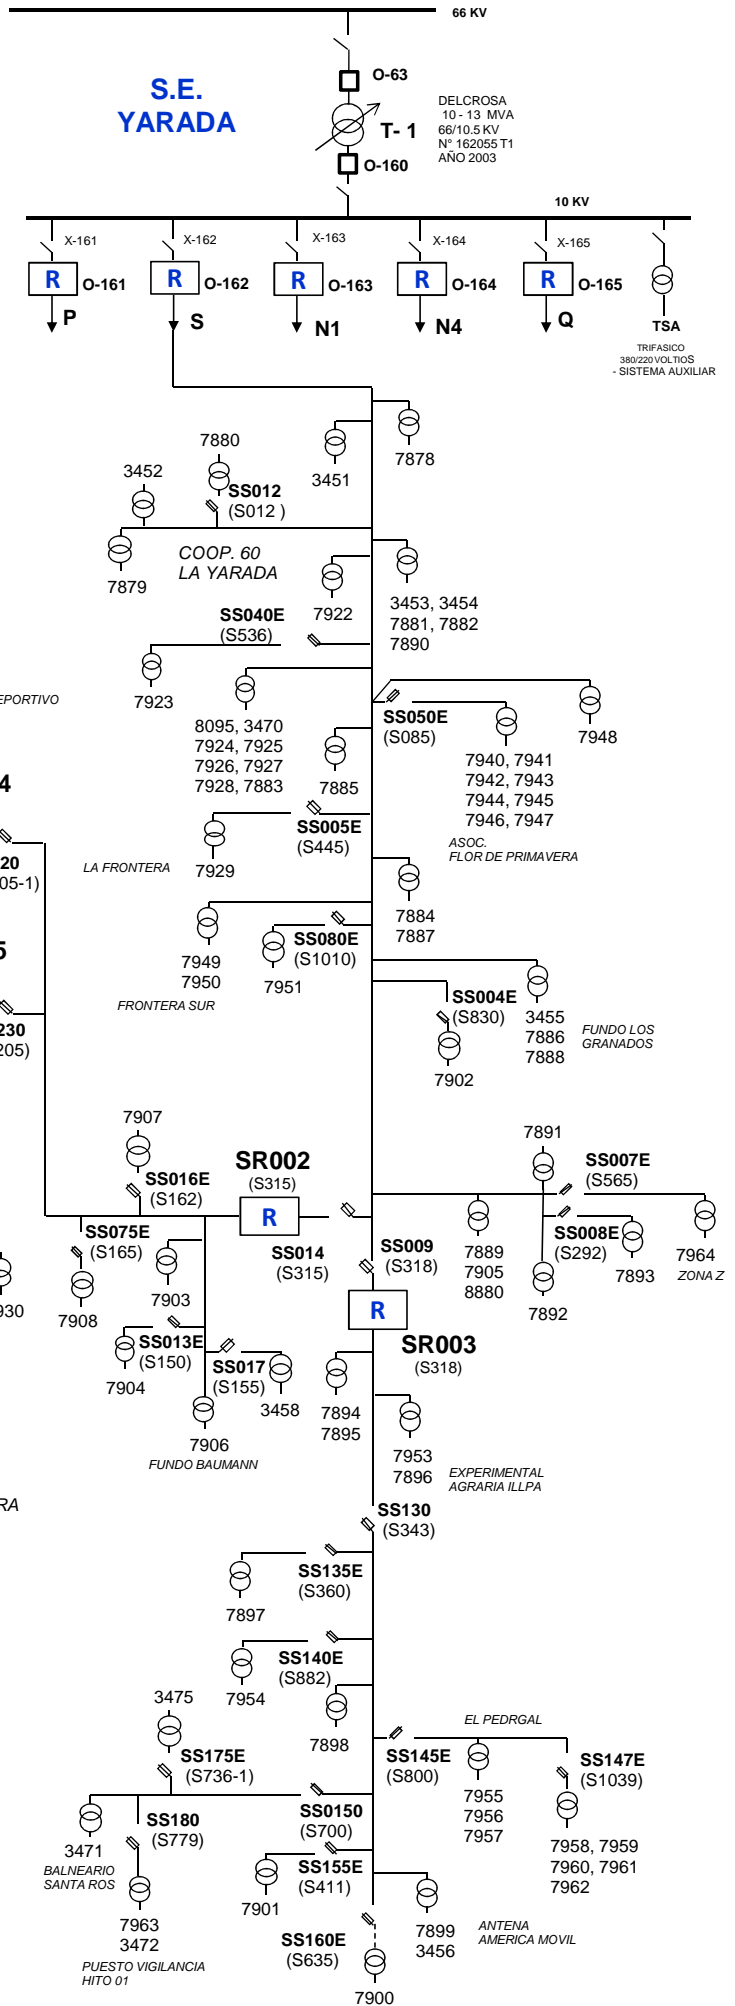 66 KV
S.E.
YARADA
O-63
T- 1
DELCROSA
10 - 13 MVA
66/10.5 KV
N° 162055 T1
AÑO 2003
O-160
10 KV
X-161
X-162
X-163
X-164
X-165
R
O-161
R
O-162
R
O-163
R
O-164
R
O-165
P
S
N1
N4
Q
TSA
TRIFASICO
380/220 VOLTIOS
- SISTEMA AUXILIAR
7878
3451
7880
3452
SS012
(S012 )
7879
COOP. 60
LA YARADA
7922
3453, 3454
7881, 7882
7890
SS040E
(S536)
7923
EPORTIVO
8095, 3470
7924, 7925
7926, 7927
7928, 7883
7885
SS050E
(S085)
7948
7940, 7941
7942, 7943
7944, 7945
7946, 7947
ASOC.
FLOR DE PRIMAVERA
4
20
05-1)
SS005E
(S445)
LA FRONTERA
7929
7884
7887
5
7949
7950
SS080E
(S1010)
7951
FRONTERA SUR
SS004E
(S830)
7902
3455
7886
7888
FUNDO LOS
GRANADOS
230
205)
7907
SS016E
(S162)
SR002
(S315)
R
SS014
(S315)
SS009
(S318)
7891
SS007E
(S565)
SS008E
(S292)
7889
7905
8880
7893
7964
ZONA Z
7892
SS075E
(S165)
7908
7903
930
R
SR003
(S318)
SS013E
(S150)
7904
SS017
(S155)
3458
7906
FUNDO BAUMANN
7894
7895
7953
7896
EXPERIMENTAL
AGRARIA ILLPA
RA
SS130
(S343)
SS135E
(S360)
7897
SS140E
(S882)
7954
3475
7898
EL PEDRGAL
SS175E
(S736-1)
SS145E
(S800)
SS147E
(S1039)
7955
7956
7957
7958, 7959
7960, 7961
7962
SS0150
(S700)
SS180
(S779)
3471
BALNEARIO
SANTA ROS
SS155E
(S411)
7901
7963
3472
PUESTO VIGILANCIA
HITO 01
SS160E
(S635)
7899
3456
ANTENA
AMERICA MOVIL
7900